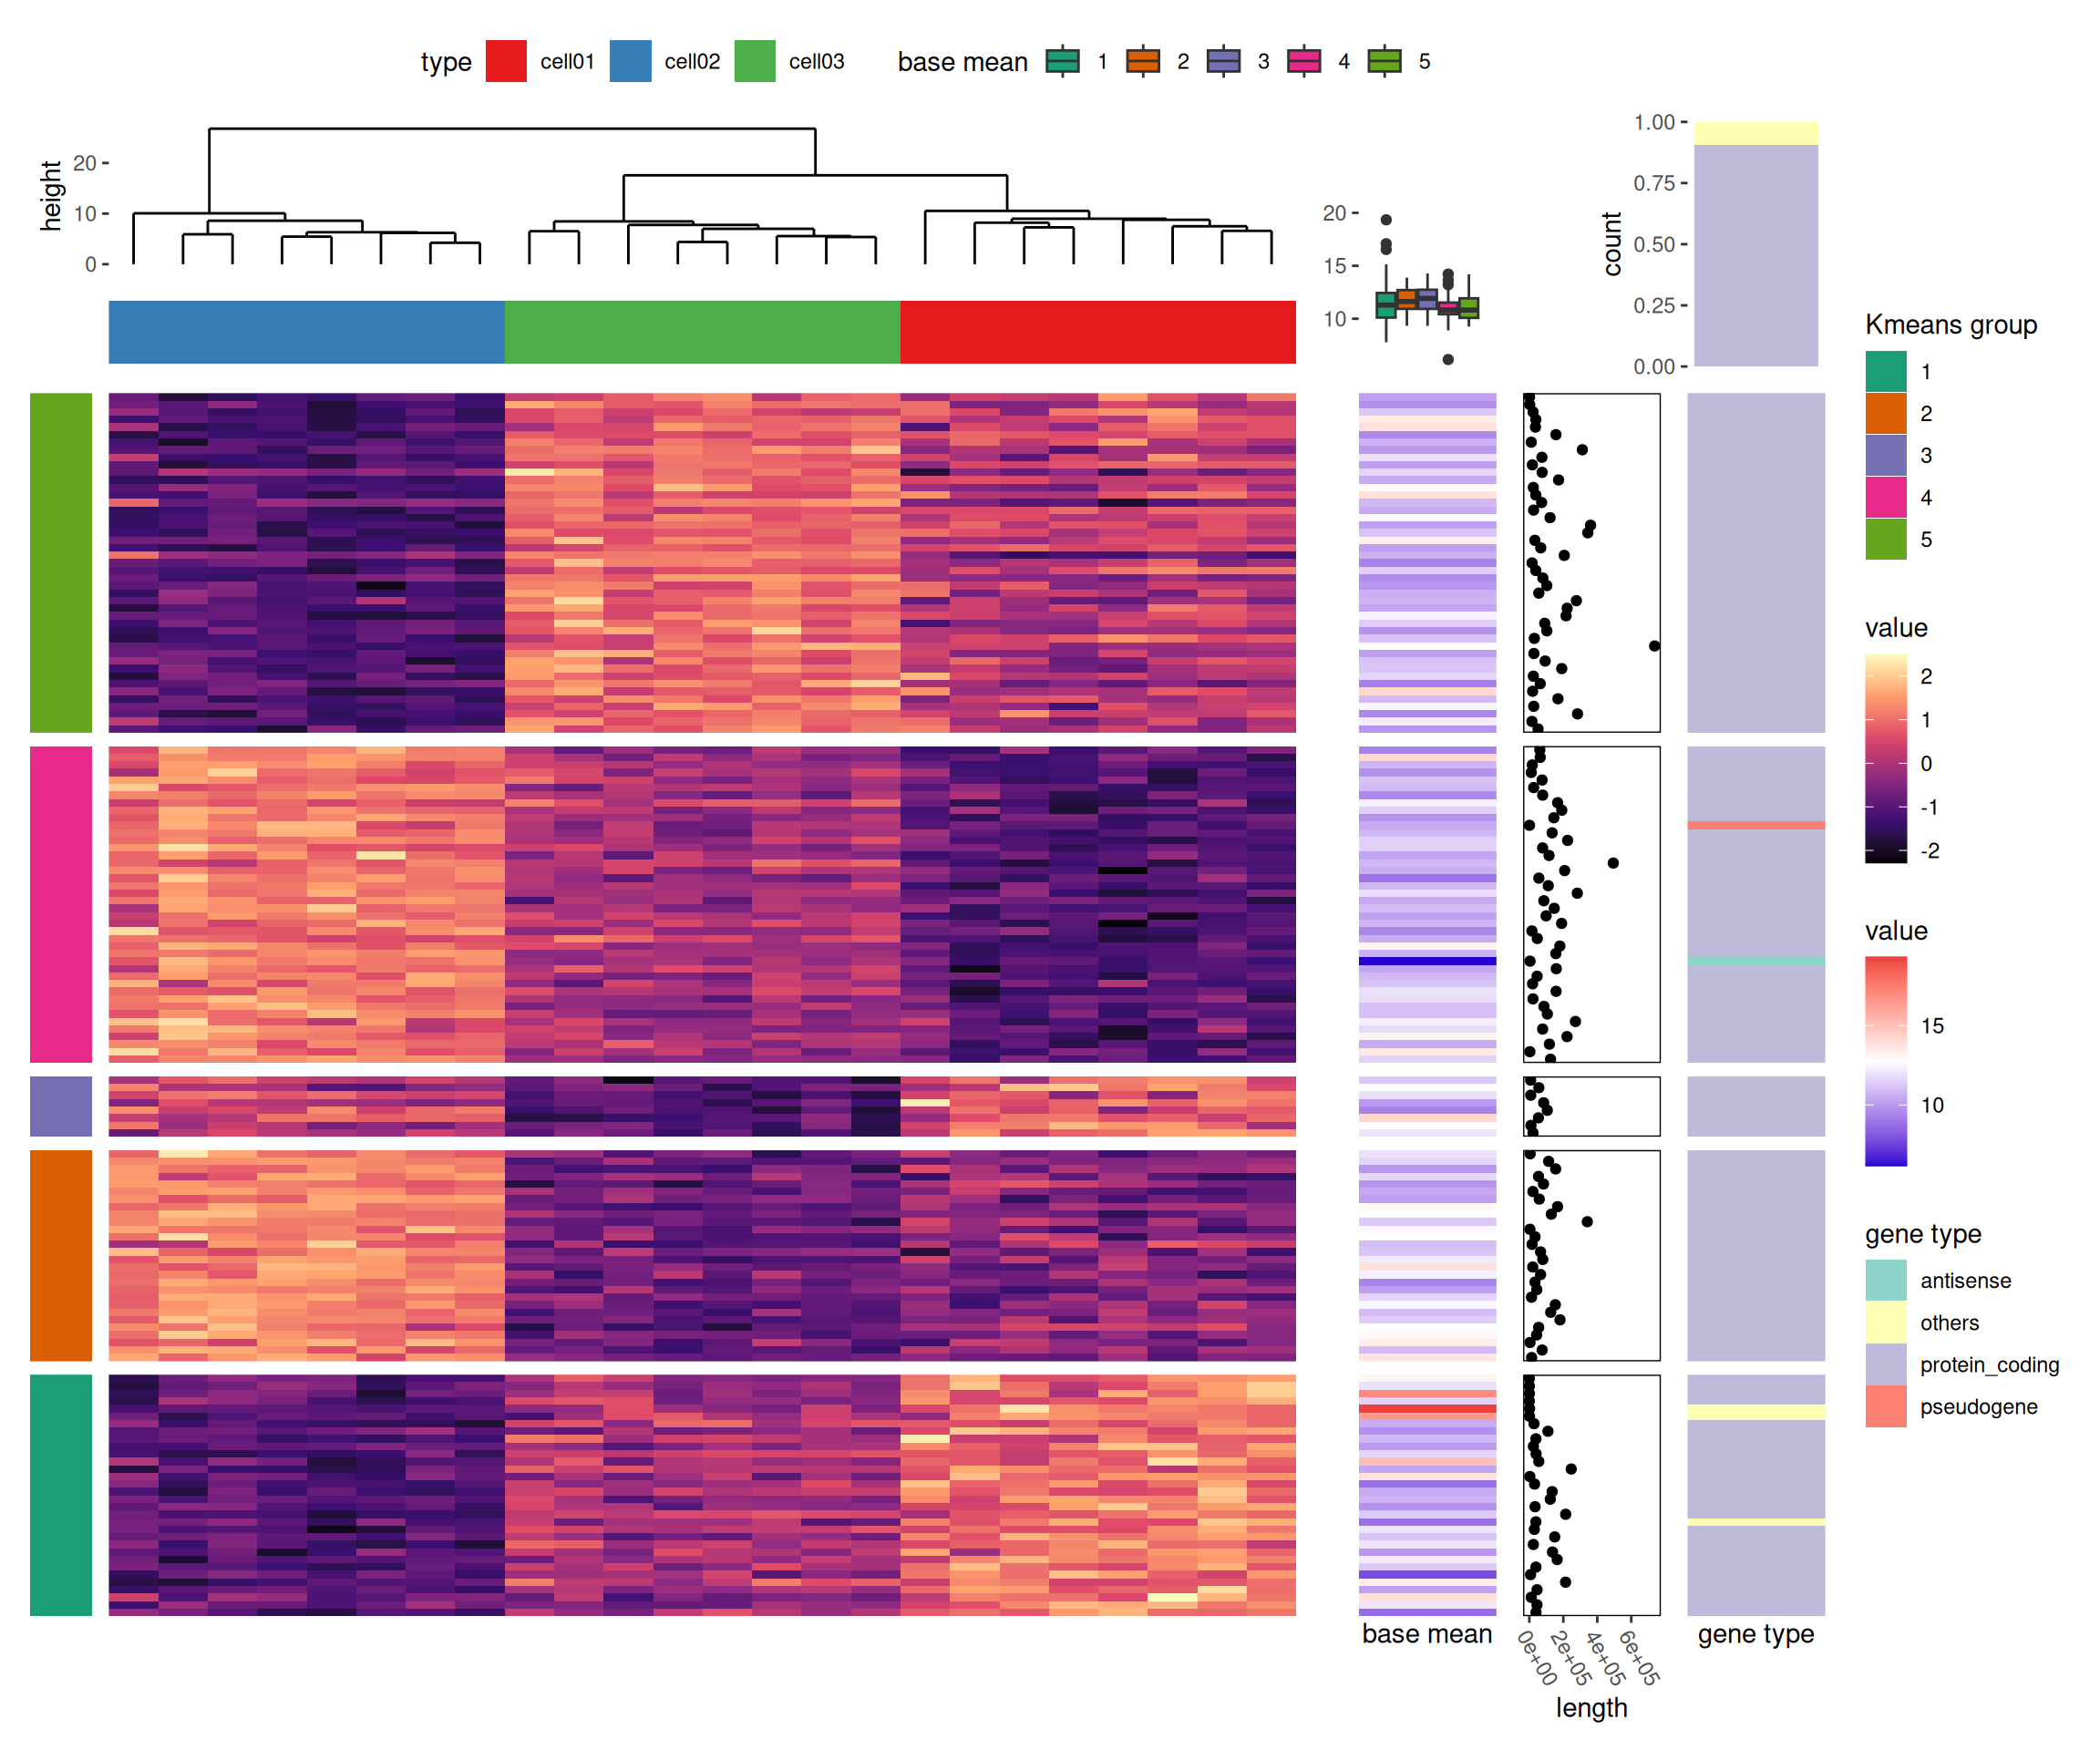 type cell01 cell02 cell03 base mean 1 2 3 4 5
height
20
10
0
20
15
10
count
1.00
0.75
0.50
0.25
0.00
Kmeans group
1
2
3
4
5
value
2
1
0
-1
-2
value
15
10
gene type
antisense
others
protein_coding
pseudogene
base mean
0e+00 2e+05 4e+05 6e+05
length
gene type